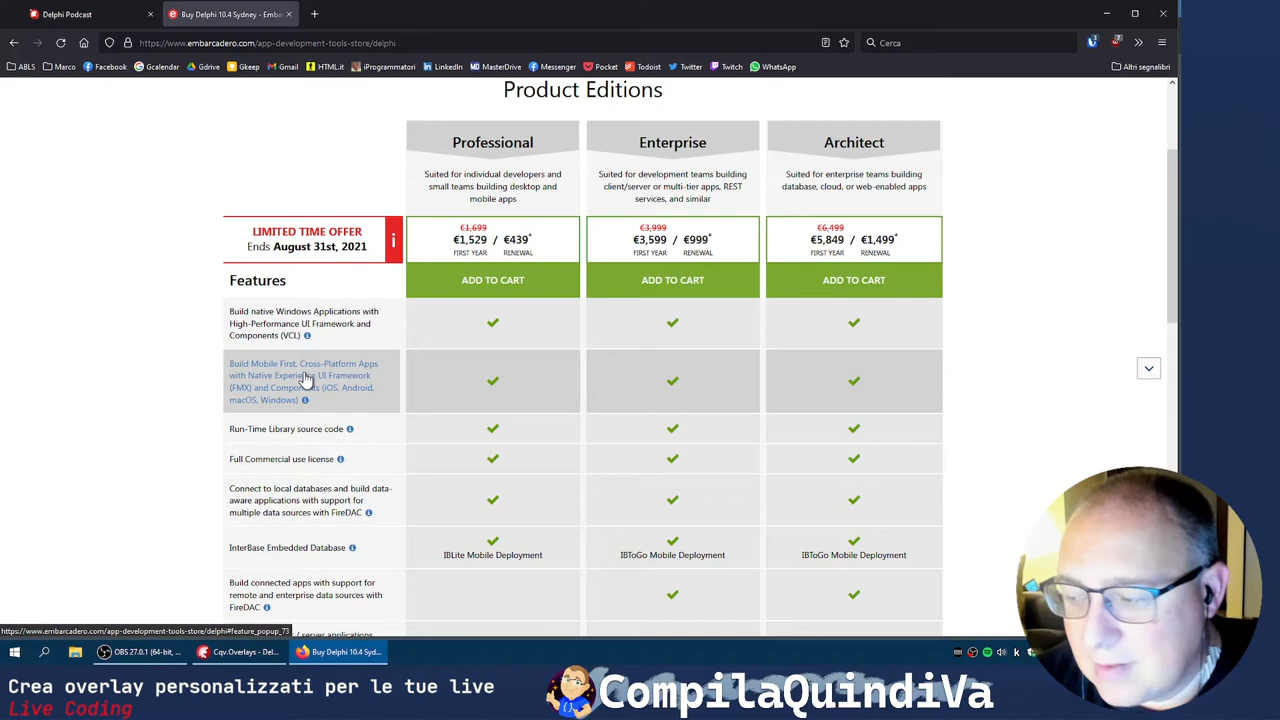 Delphi Podcast
Buy Delphi 10.4 Sydney - Emba
https://www.embarcadero.com/app-development-tools-store/delphi
Cerca
ABLS Marco Facebook Gcalendar Gdrive Gkeep Gmail HTMLit iProgrammatori LinkedIn MasterDrive Messenger Pocket Todoist Twitter Twitch WhatsApp Altri segnalibri
Product Editions
Professional
Suited for individual developers and
small teams building desktop and
mobile apps
Enterprise
Suited for development teams building
client/server or multi-tier apps, REST
services, and similar
Architect
Suited for enterprise teams building
database, cloud, or web-enabled apps
LIMITED TIME OFFER
Ends August 31st, 2021
i
€1,699
€1,529 / €439*
FIRST YEAR RENEWAL
ADD TO CART
€3,999
€3,599 / €999*
FIRST YEAR RENEWAL
ADD TO CART
€6,499
€5,849 / €1,499*
FIRST YEAR RENEWAL
ADD TO CART
Features
Build native Windows Applications with
High-Performance UI Framework and
Components (VCL)
Build Mobile First, Cross-Platform Apps
with Native Experience UI Framework
(FMX) and Components (iOS, Android,
macOS, Windows)
Run-Time Library source code
Full Commercial use license
Connect to local databases and build data-
aware applications with support for
multiple data sources with FireDAC
InterBase Embedded Database
IBLite Mobile Deployment
IBToGo Mobile Deployment
IBToGo Mobile Deployment
Build connected apps with support for
remote and enterprise data sources with
FireDAC
/ server applications
https://www.embarcadero.com/app-development-tools-store/delphi#feature_popup_73
OBS 27.0.1 (64-bit, ...
Cqv.Overlays - Del...
Buy Delphi 10.4 Syd...
Crea overlay personalizzati per le tue live
Live Coding
CompilaQuindiVa